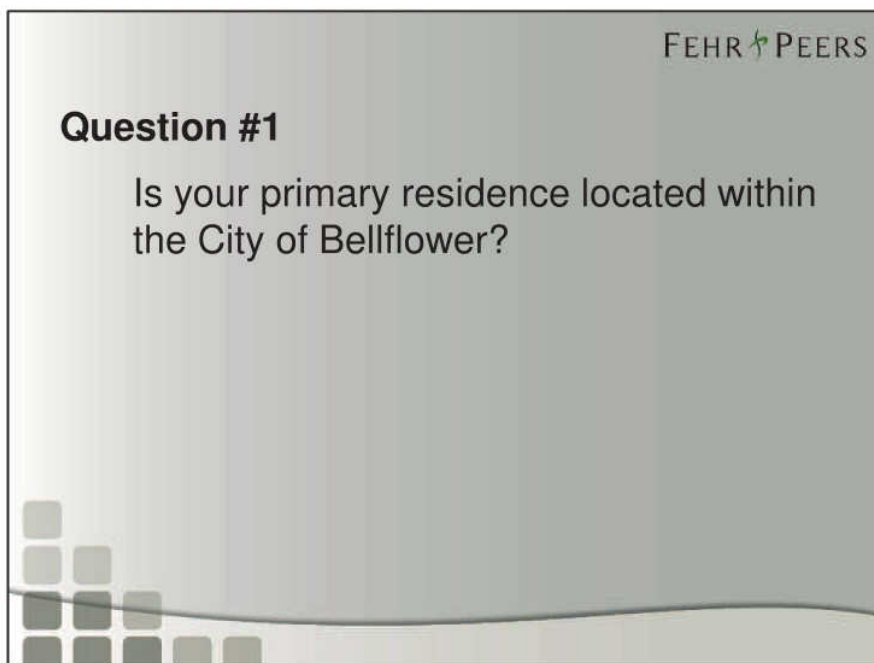 FEHR PEERS
Question #1
Is your primary residence located within
the City of Bellflower?